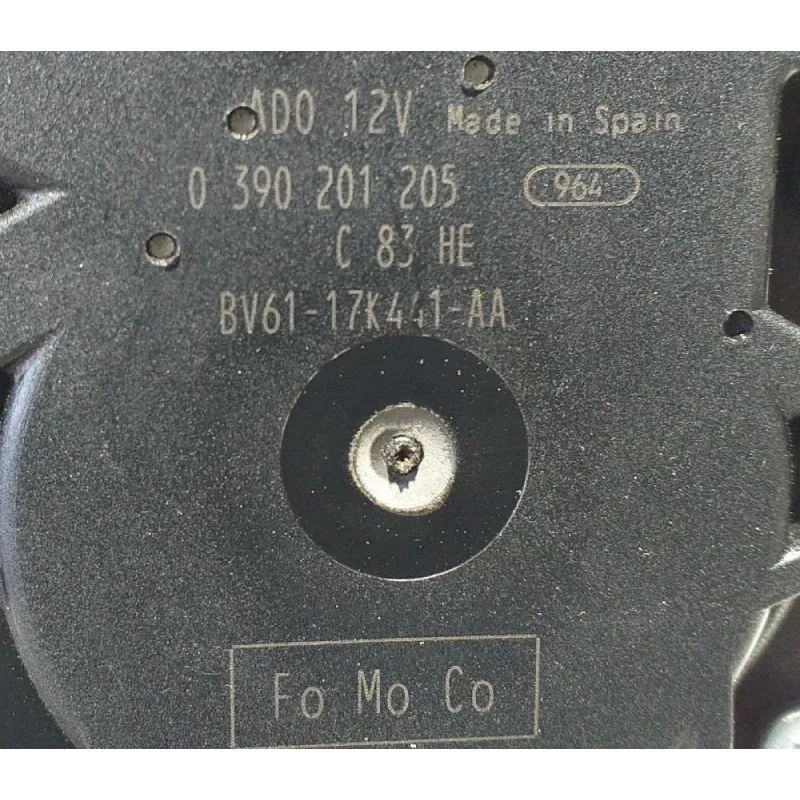 ADO 12V Made in Spain
0 390 201 205 964
C 83 HE
BV61-17K441-AA
Fo Mo Co